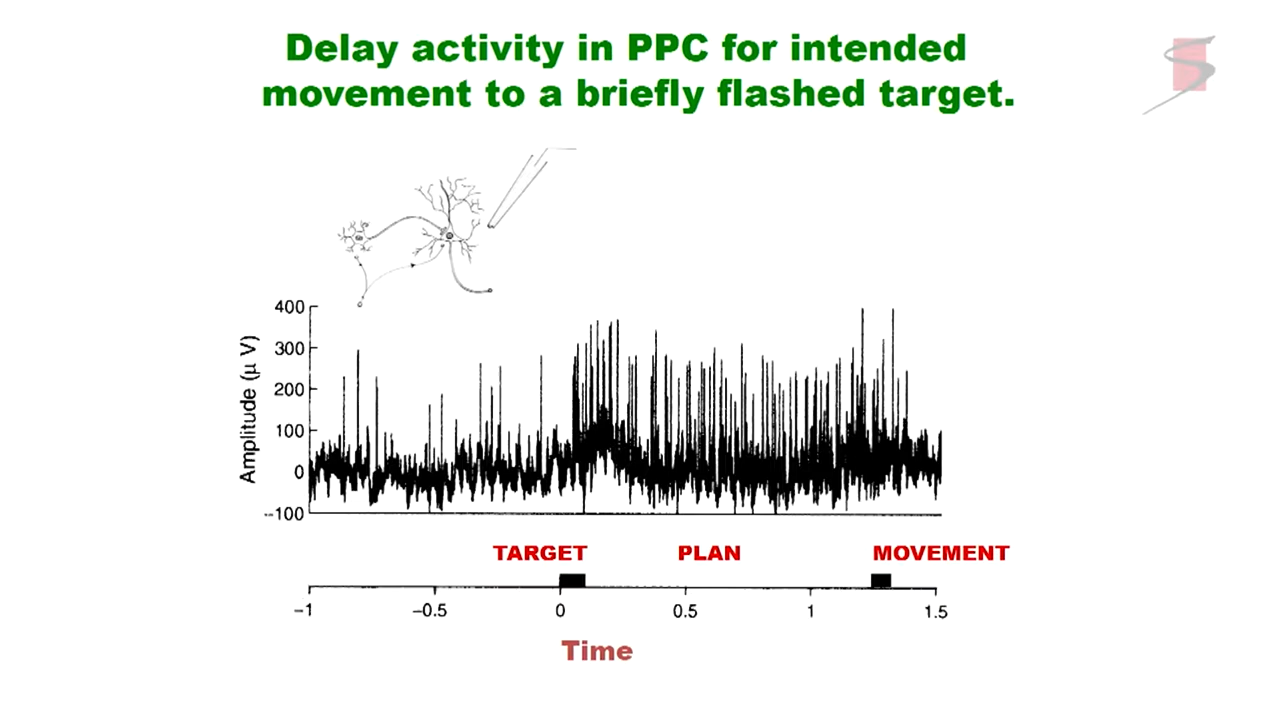 Delay activity in PPC for intended
movement to a briefly flashed target.
400
300
200
100
0
--100
Amplitude (μ V)
TARGET PLAN MOVEMENT
−1 −0.5 0 0.5 1 1.5
Time